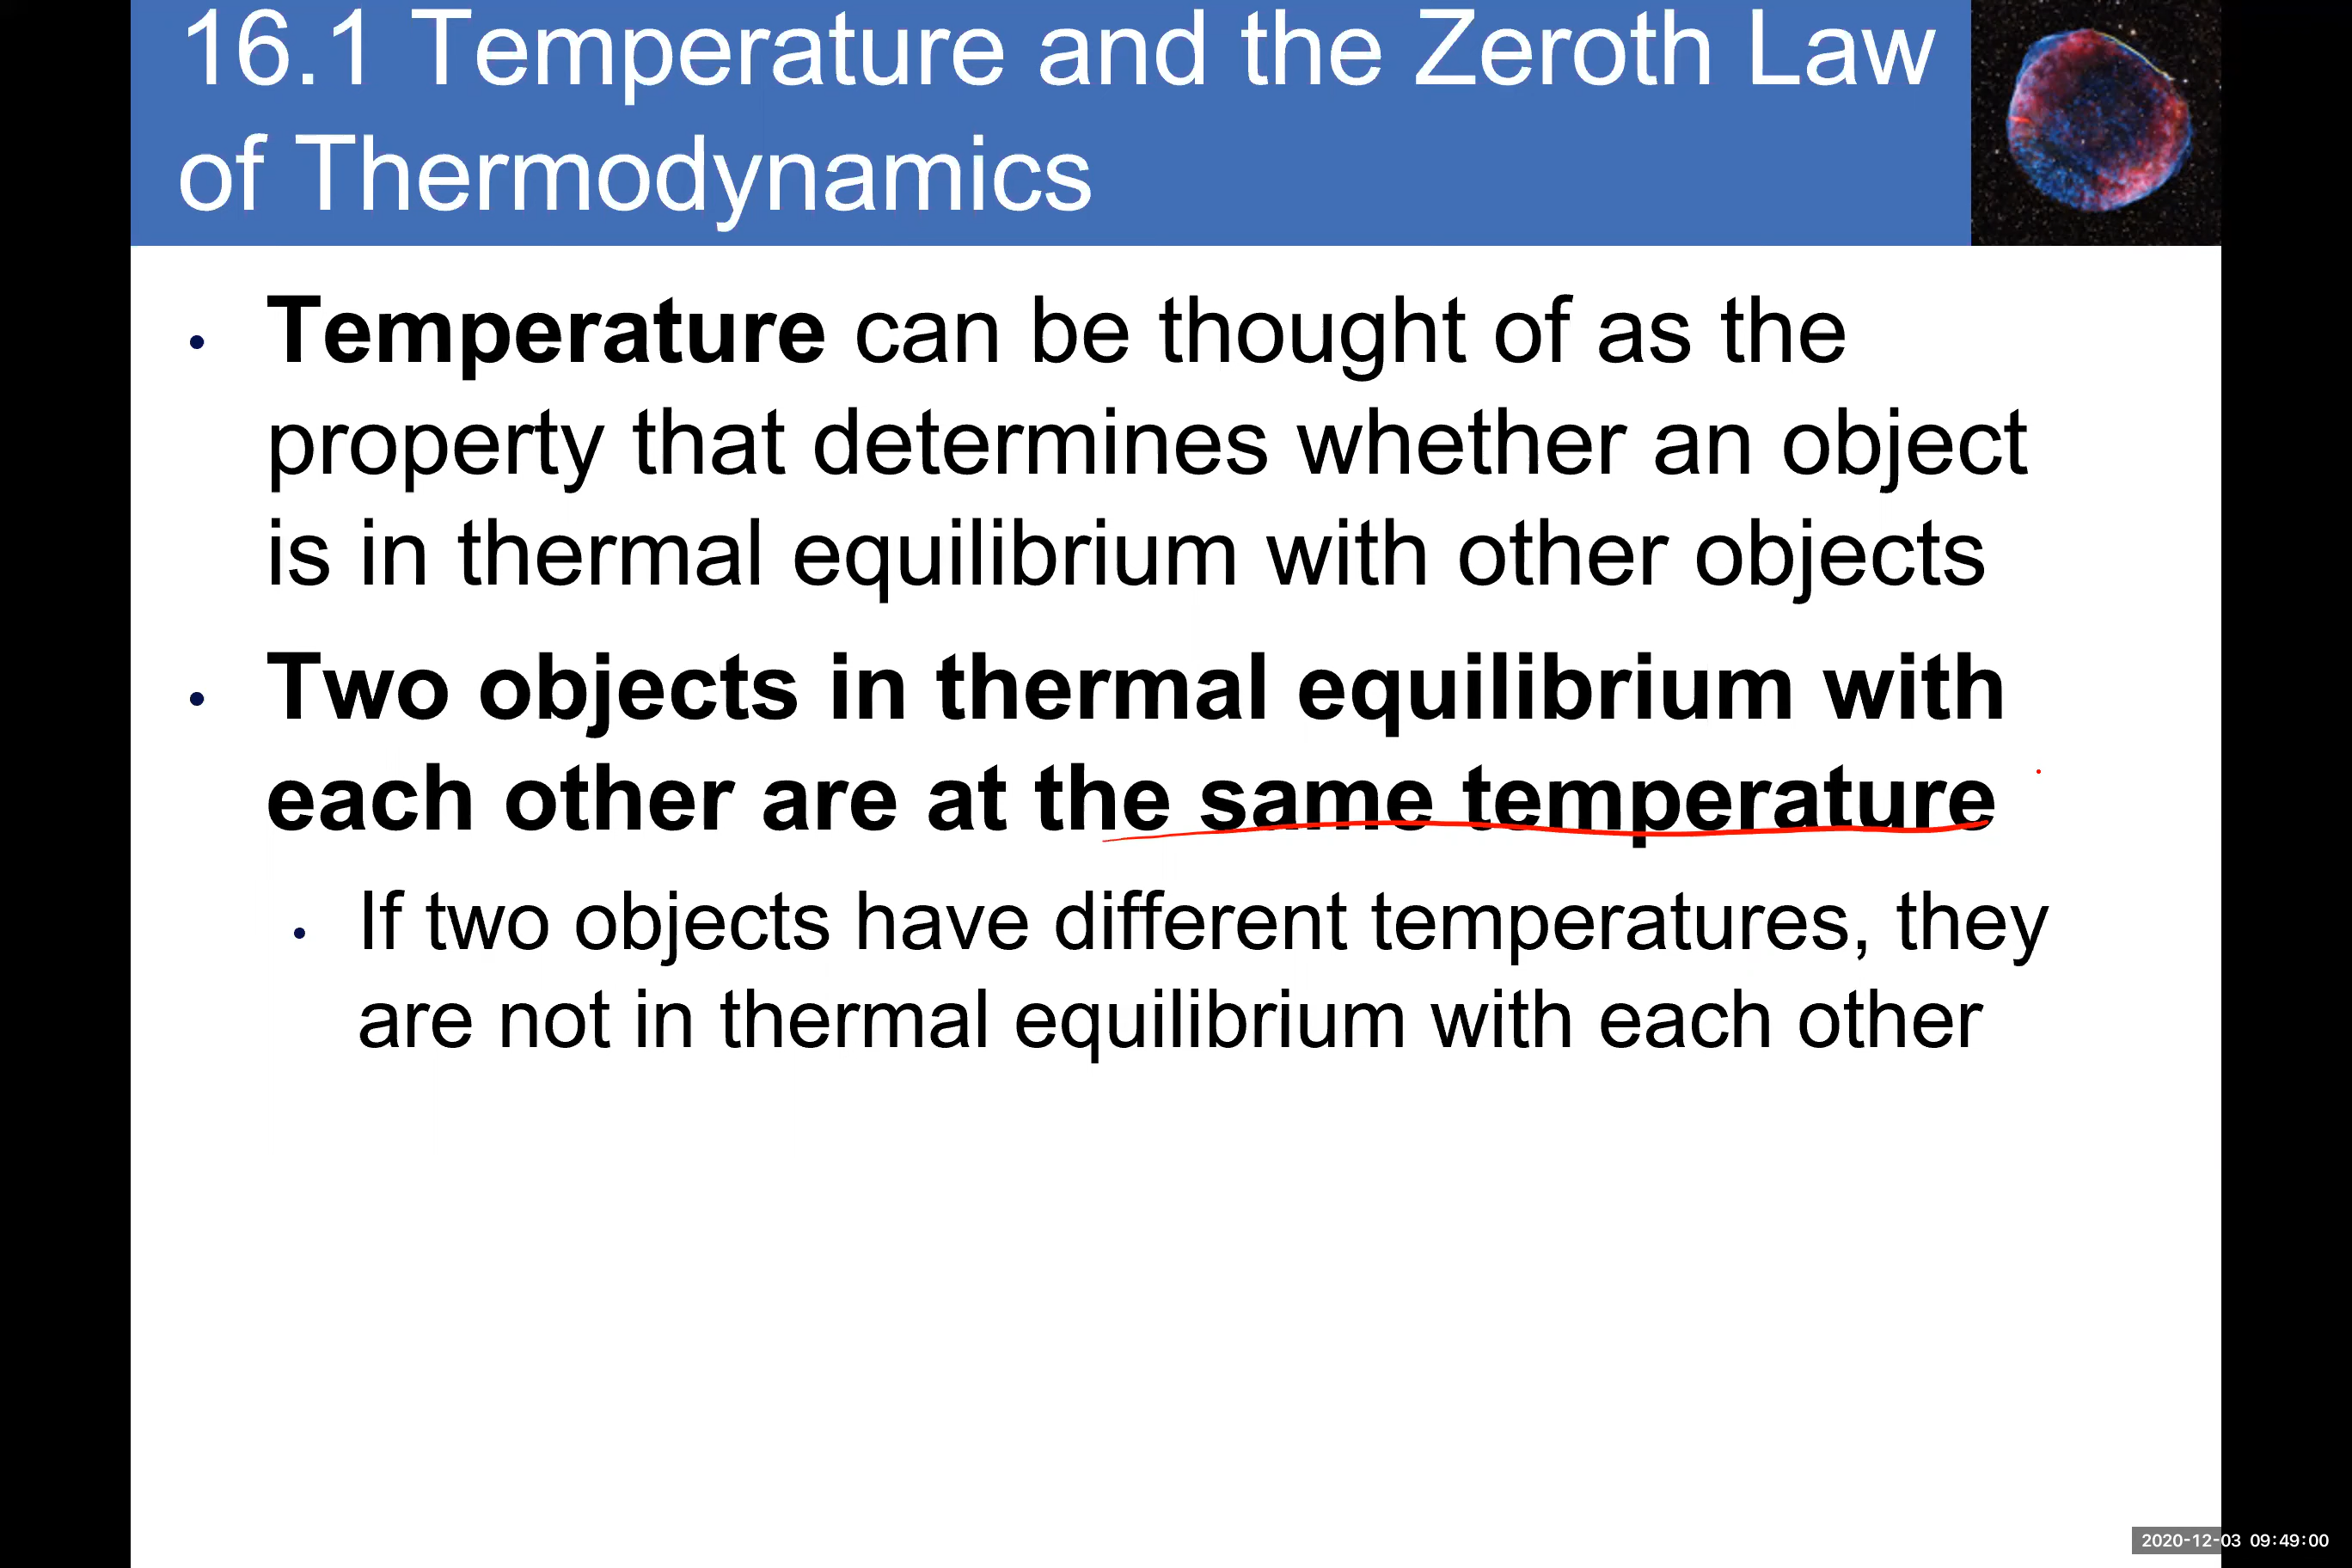 16.1 Temperature and the Zeroth Law
of Thermodynamics
• Temperature can be thought of as the
property that determines whether an object
is in thermal equilibrium with other objects
• Two objects in thermal equilibrium with
each other are at the same temperature
• If two objects have different temperatures, they
are not in thermal equilibrium with each other
2020-12-03 09:49:00